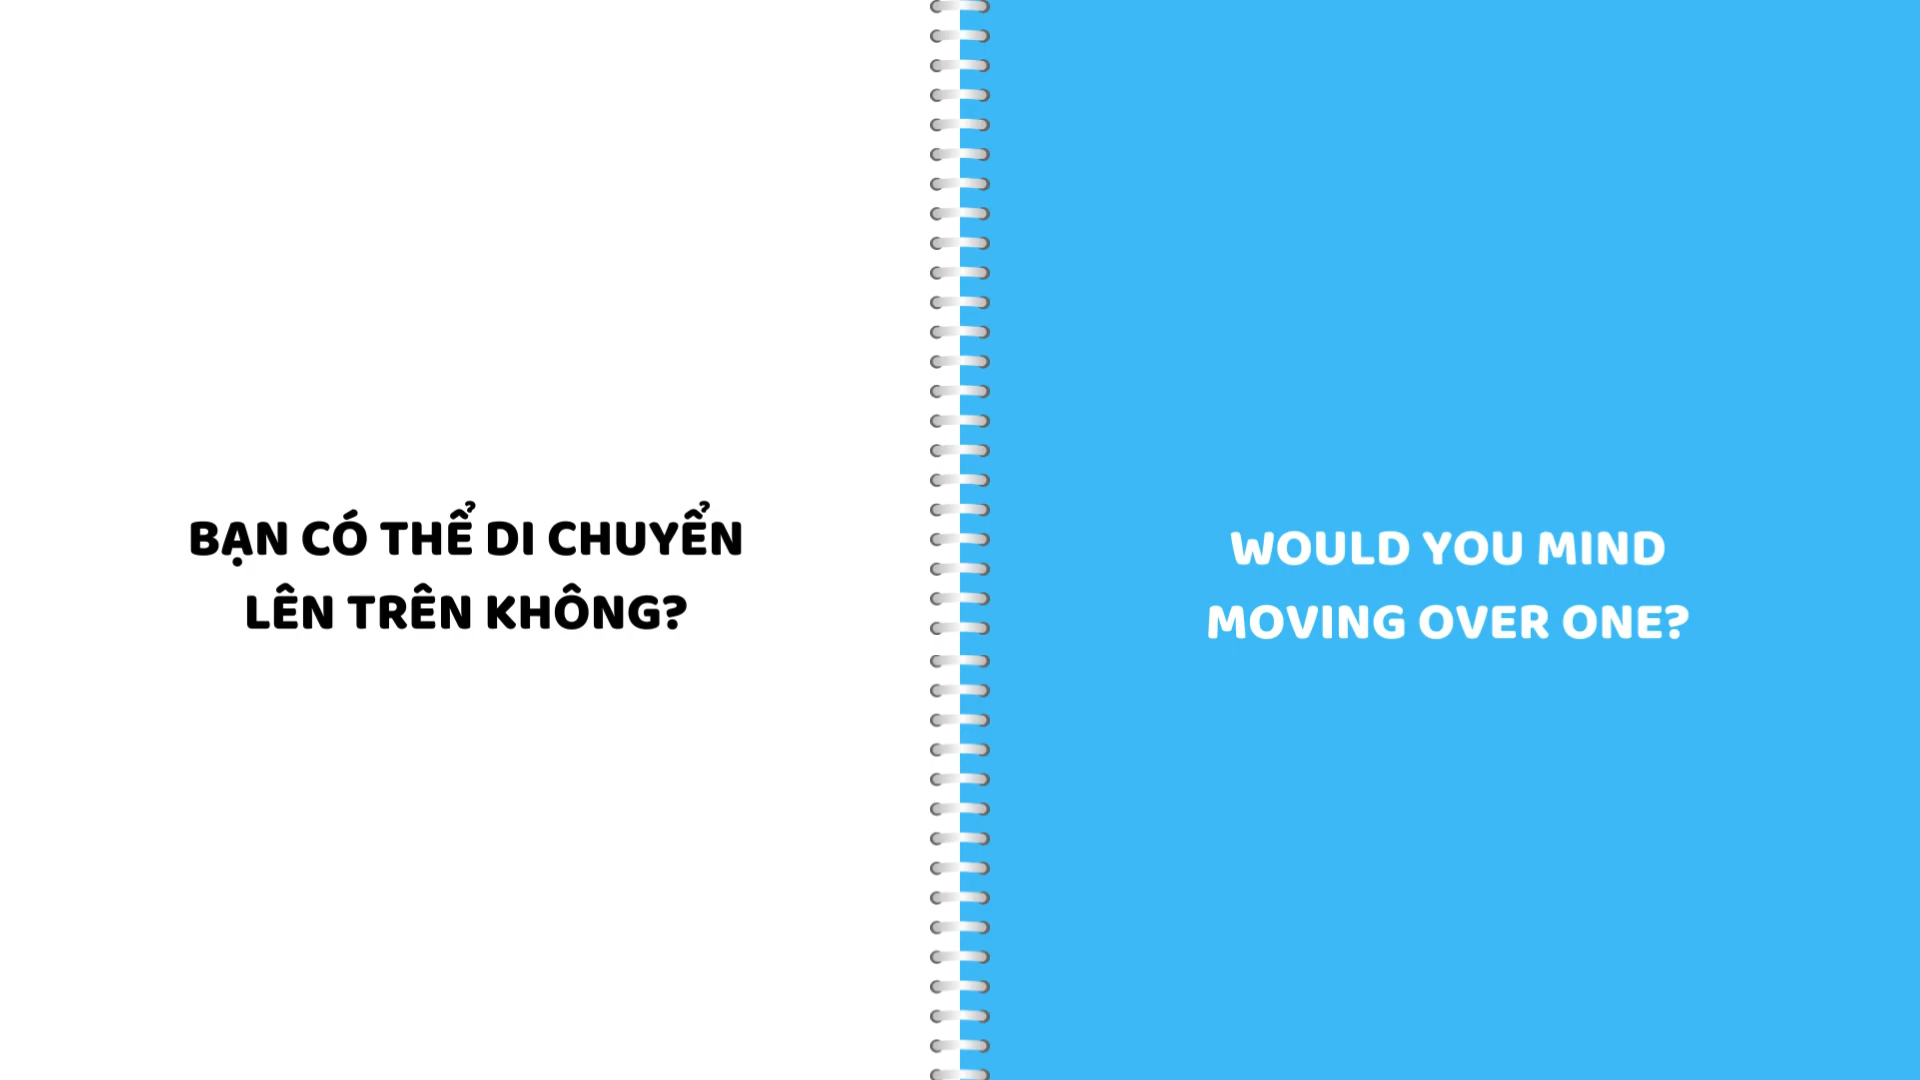 BẠN CÓ THỂ DI CHUYỂN
LÊN TRÊN KHÔNG?
WOULD YOU MIND
MOVING OVER ONE?